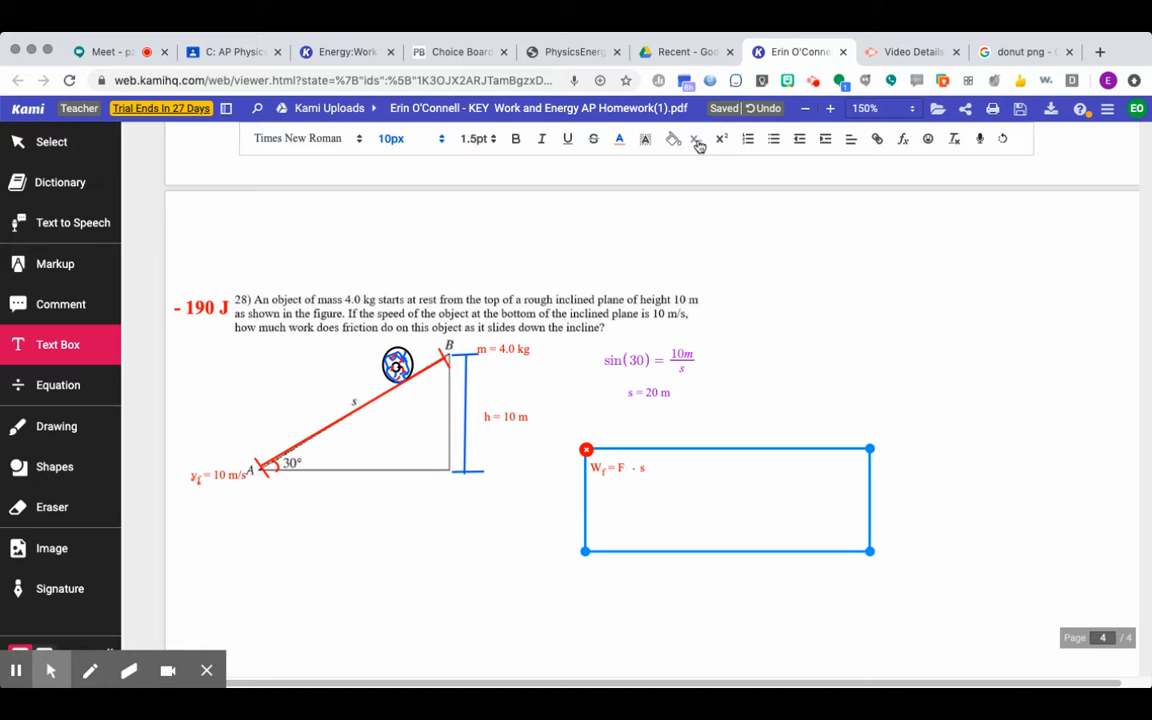 Meet - pz
C: AP Physic
Energy:Work
PB Choice Board
PhysicsEnerg
Recent - Goo
Erin O'Conne
Video Details
donut png -
web.kamihq.com/web/viewer.html?state=%7B"ids":%5B"1K3OJX2ARJTamBgzxD...
Kami Teacher Trial Ends In 27 Days Kami Uploads Erin O'Connell - KEY Work and Energy AP Homework(1).pdf Saved Undo 150% EO
Times New Roman 10px 1.5pt B I U S A
Select
Dictionary
Text to Speech
Markup
Comment
T Text Box
Equation
Drawing
Shapes
Eraser
Image
Signature
- 190 J
28) An object of mass 4.0 kg starts at rest from the top of a rough inclined plane of height 10 m
as shown in the figure. If the speed of the object at the bottom of the inclined plane is 10 m/s,
how much work does friction do on this object as it slides down the incline?
B
m = 4.0 kg
s
h = 10 m
A
30°
vf = 10 m/s
sin(30) = 10m/s
s = 20 m
Wf = F · s
Page 4 / 4